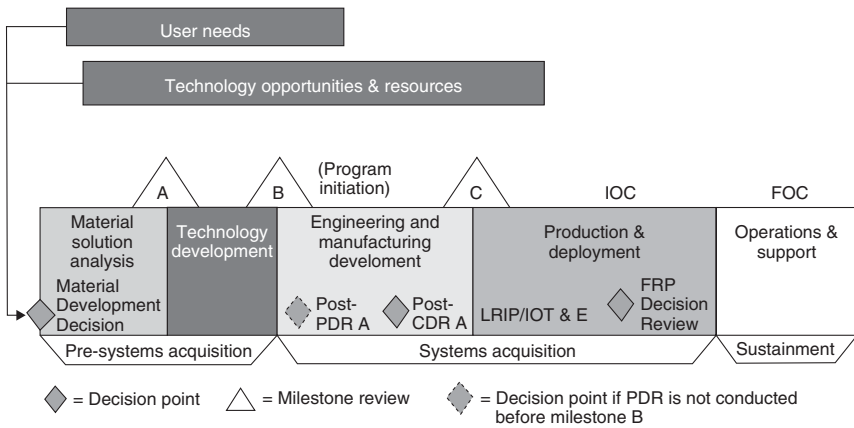 User needs
Technology opportunities & resources
A
B
(Program
initiation)
C
IOC
FOC
Material
solution
analysis
Technology
development
Engineering and
manufacturing
develoment
Production &
deployment
Operations &
support
Material
Development
Decision
Post-
PDR A
Post-
CDR A
LRIP/IOT & E
FRP
Decision
Review
Pre-systems acquisition
Systems acquisition
Sustainment
= Decision point
= Milestone review
= Decision point if PDR is not conducted
before milestone B